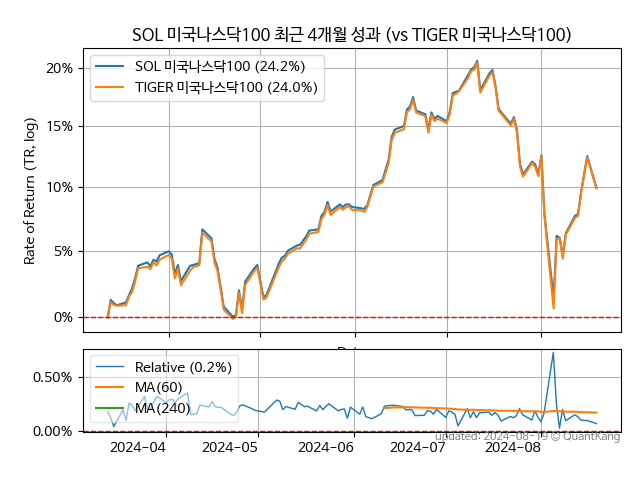 SOL 미국나스닥100 최근 4개월 성과 (vs TIGER 미국나스닥100)
Rate of Return (TR, log)
20%
15%
10%
5%
0%
SOL 미국나스닥100 (24.2%)
TIGER 미국나스닥100 (24.0%)
0.50%
0.00%
Relative (0.2%)
MA(60)
MA(240)
2024-04
2024-05
2024-06
2024-07
2024-08
updated: 2024-08-19 © QuantKang